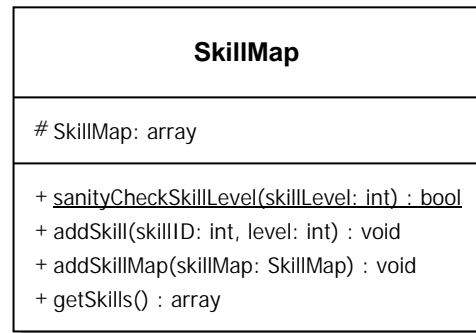 SkillMap
# SkillMap: array
+ sanityCheckSkillLevel(skillLevel: int) : bool
+ addSkill(skillID: int, level: int) : void
+ addSkillMap(skillMap: SkillMap) : void
+ getSkills() : array